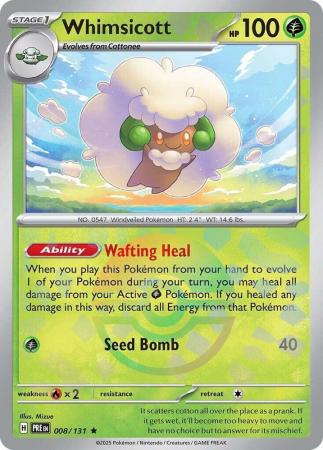 STAGE 1
Whimsicott
HP 100
Evolves from Cottonee
NO. 0547 Windveiled Pokémon HT: 2'4" WT: 14.6 lbs.
Ability Wafting Heal
When you play this Pokémon from your hand to evolve
1 of your Pokémon during your turn, you may heal all
damage from your Active Pokémon. If you healed any
damage in this way, discard all Energy from that Pokémon.
Seed Bomb 40
weakness ×2 resistance retreat
Illus. Mizue
H PRE EN 008/131 ★
It scatters cotton all over the place as a prank. If
it gets wet, it'll become too heavy to move and
have no choice but to answer for its mischief.
©2025 Pokémon / Nintendo / Creatures / GAME FREAK